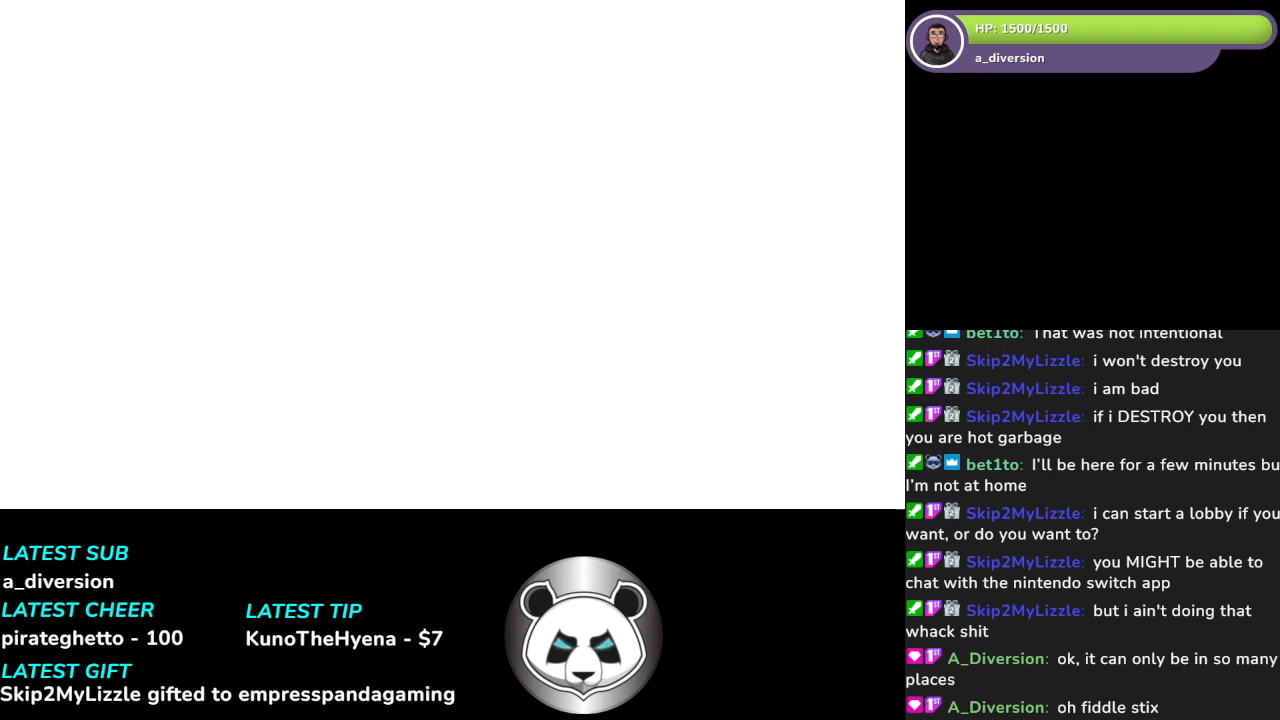 HP: 1500/1500
a_diversion
bet1to: That was not intentional
Skip2MyLizzle: i won't destroy you
Skip2MyLizzle: i am bad
Skip2MyLizzle: if i DESTROY you then
you are hot garbage
bet1to: I'll be here for a few minutes bu
I'm not at home
Skip2MyLizzle: i can start a lobby if you
want, or do you want to?
Skip2MyLizzle: you MIGHT be able to
chat with the nintendo switch app
Skip2MyLizzle: but i ain't doing that
whack shit
A_Diversion: ok, it can only be in so many
places
A_Diversion: oh fiddle stix
LATEST SUB
a_diversion
LATEST CHEER
pirateghetto - 100
LATEST TIP
KunoTheHyena - $7
LATEST GIFT
Skip2MyLizzle gifted to empresspandagaming